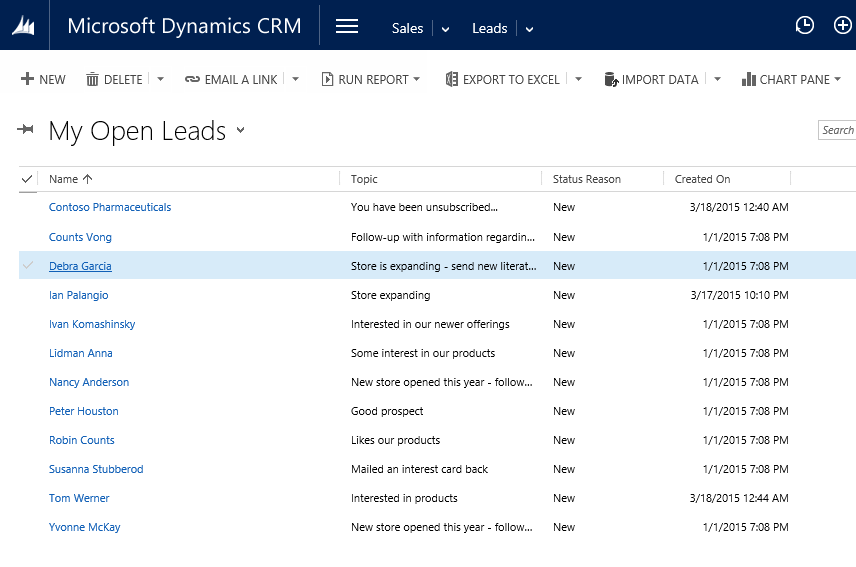 Microsoft Dynamics CRM Sales Leads
NEW DELETE EMAIL A LINK RUN REPORT EXPORT TO EXCEL IMPORT DATA CHART PANE
My Open Leads
Search
Name Topic Status Reason Created On
Contoso Pharmaceuticals You have been unsubscribed... New 3/18/2015 12:40 AM
Counts Vong Follow-up with information regardin... New 1/1/2015 7:08 PM
Debra Garcia Store is expanding - send new literat... New 1/1/2015 7:08 PM
Ian Palangio Store expanding New 3/17/2015 10:10 PM
Ivan Komashinsky Interested in our newer offerings New 1/1/2015 7:08 PM
Lidman Anna Some interest in our products New 1/1/2015 7:08 PM
Nancy Anderson New store opened this year - follow... New 1/1/2015 7:08 PM
Peter Houston Good prospect New 1/1/2015 7:08 PM
Robin Counts Likes our products New 1/1/2015 7:08 PM
Susanna Stubberod Mailed an interest card back New 1/1/2015 7:08 PM
Tom Werner Interested in products New 3/18/2015 12:44 AM
Yvonne McKay New store opened this year - follow... New 1/1/2015 7:08 PM